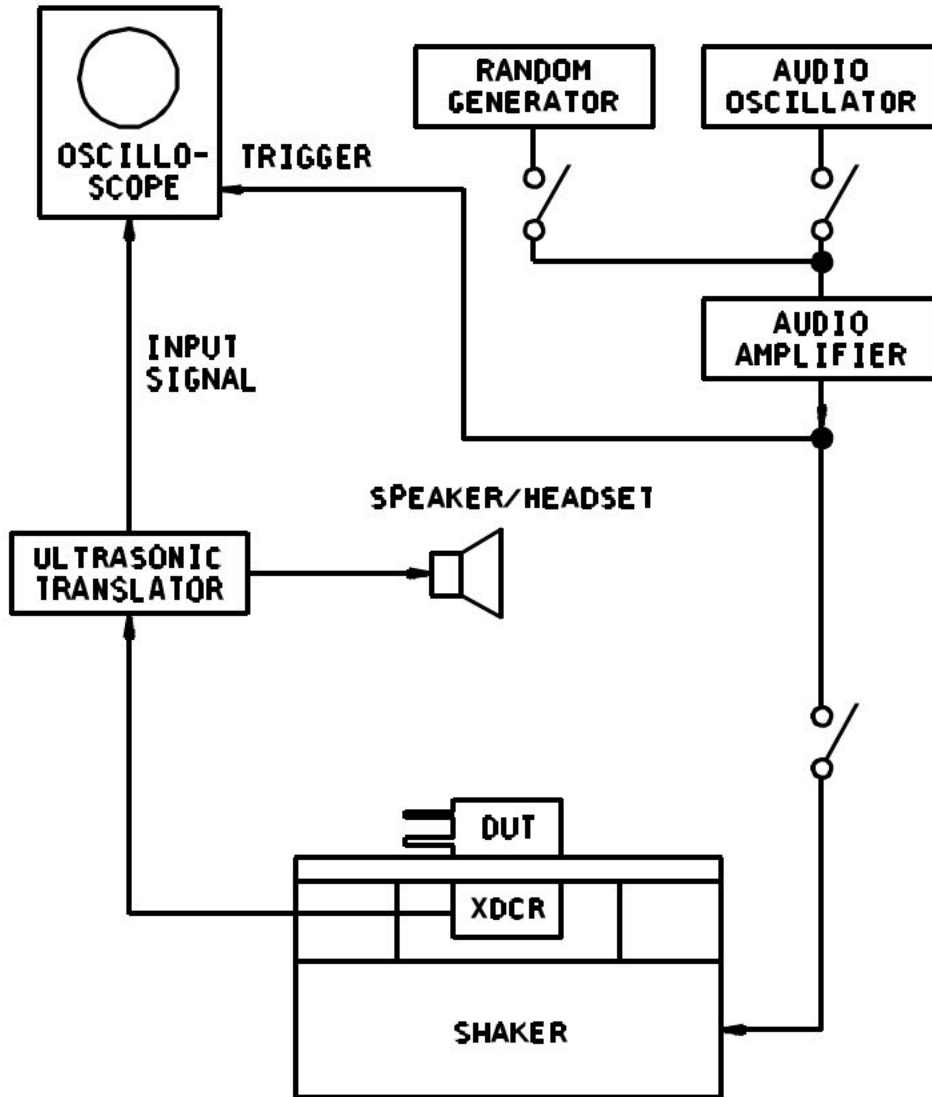 RANDOM
GENERATOR
AUDIO
OSCILLATOR
OSCILLO-
SCOPE
TRIGGER
AUDIO
AMPLIFIER
INPUT
SIGNAL
SPEAKER/HEADSET
ULTRASONIC
TRANSLATOR
DUT
XDCR
SHAKER